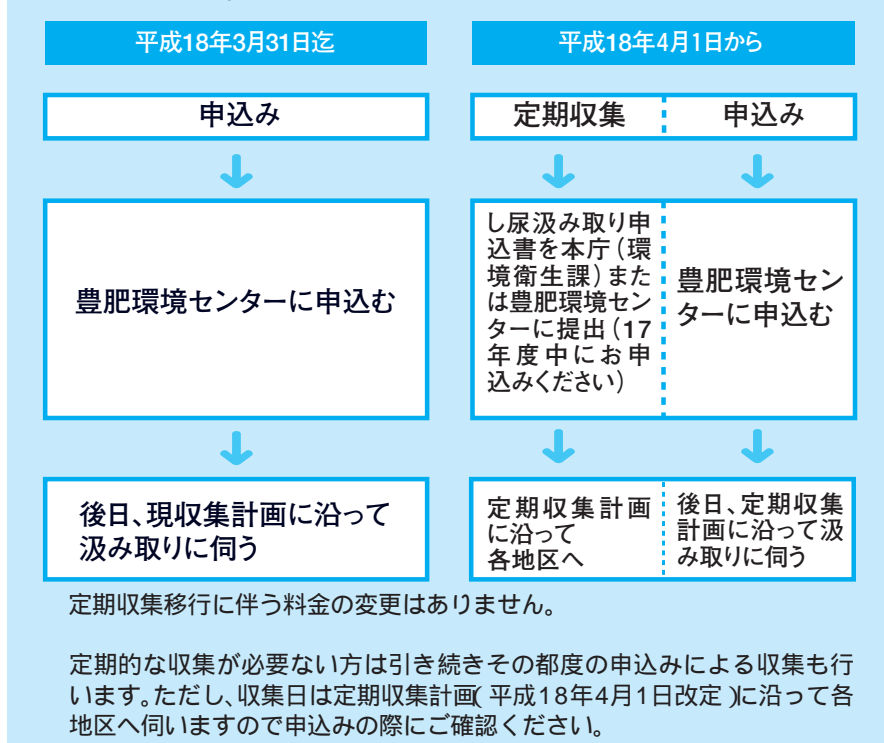 平成18年3月31日迄
申込み
豊肥環境センターに申込む
後日、現収集計画に沿って
汲み取りに伺う
平成18年4月1日から
定期収集
申込み
し尿汲み取り申
込書を本庁(環
境衛生課)また
は豊肥環境セン
ターに提出(17
年度中にお申
込みください)
豊肥環境セン
ターに申込む
定期収集計画
に沿って
各地区へ
後日、定期収集
計画に沿って汲
み取りに伺う
定期収集移行に伴う料金の変更はありません。
定期的な収集が必要ない方は引き続きその都度の申込みによる収集も行
います。ただし、収集日は定期収集計画(平成18年4月1日改定)に沿って各
地区へ伺いますので申込みの際にご確認ください。